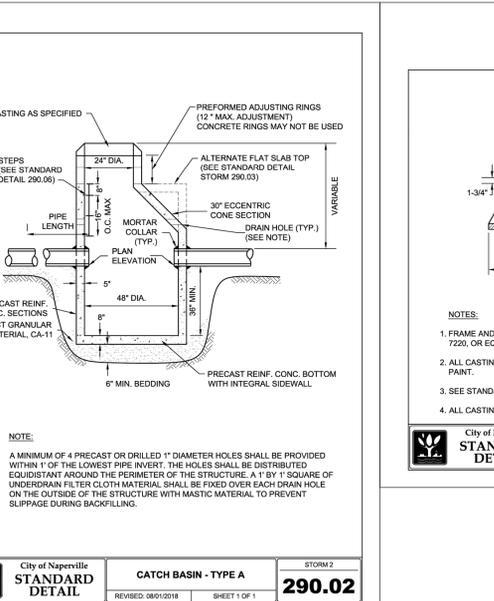 ASTING AS SPECIFIED
PREFORMED ADJUSTING RINGS
(12 " MAX. ADJUSTMENT)
CONCRETE RINGS MAY NOT BE USED
24" DIA.
STEPS
SEE STANDARD
DETAIL 290.06)
8"
16"
O.C. MAX
ALTERNATE FLAT SLAB TOP
(SEE STANDARD DETAIL
STORM 290.03)
VARIABLE
30" ECCENTRIC
CONE SECTION
PIPE
LENGTH
MORTAR
COLLAR
(TYP.)
DRAIN HOLE (TYP.)
(SEE NOTE)
PLAN
ELEVATION
5"
48" DIA.
36" MIN.
CAST REINF.
C. SECTIONS
CT GRANULAR
TERIAL, CA-11
8"
6" MIN. BEDDING
PRECAST REINF. CONC. BOTTOM
WITH INTEGRAL SIDEWALL
NOTE:
A MINIMUM OF 4 PRECAST OR DRILLED 1" DIAMETER HOLES SHALL BE PROVIDED
WITHIN 1' OF THE LOWEST PIPE INVERT. THE HOLES SHALL BE DISTRIBUTED
EQUIDISTANT AROUND THE PERIMETER OF THE STRUCTURE. A 1' BY 1' SQUARE OF
UNDERDRAIN FILTER CLOTH MATERIAL SHALL BE FIXED OVER EACH DRAIN HOLE
ON THE OUTSIDE OF THE STRUCTURE WITH MASTIC MATERIAL TO PREVENT
SLIPPAGE DURING BACKFILLING.
City of Naperville
STANDARD
DETAIL
CATCH BASIN - TYPE A
REVISED: 08/01/2018
SHEET 1 OF 1
STORM 2
290.02
1-3/4"
NOTES:
1. FRAME AND
7220, OR EC
2. ALL CASTIN
PAINT.
3. SEE STAND
4. ALL CASTIN
City of
STAN
DE